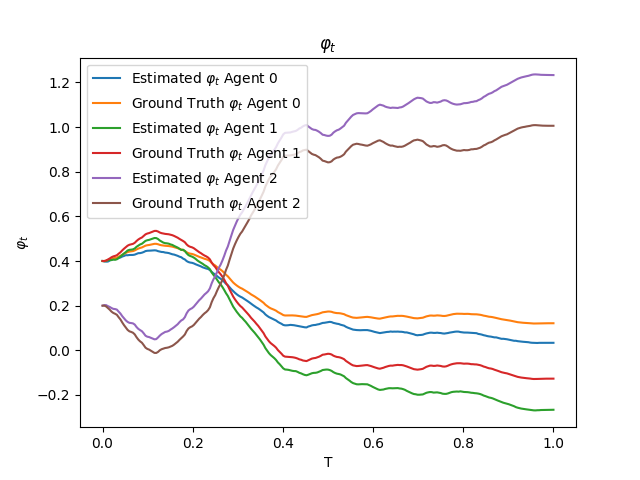 φt
Estimated φt Agent 0
Ground Truth φt Agent 0
Estimated φt Agent 1
Ground Truth φt Agent 1
Estimated φt Agent 2
Ground Truth φt Agent 2
φt
1.2
1.0
0.8
0.6
0.4
0.2
0.0
−0.2
0.0 0.2 0.4 0.6 0.8 1.0
T